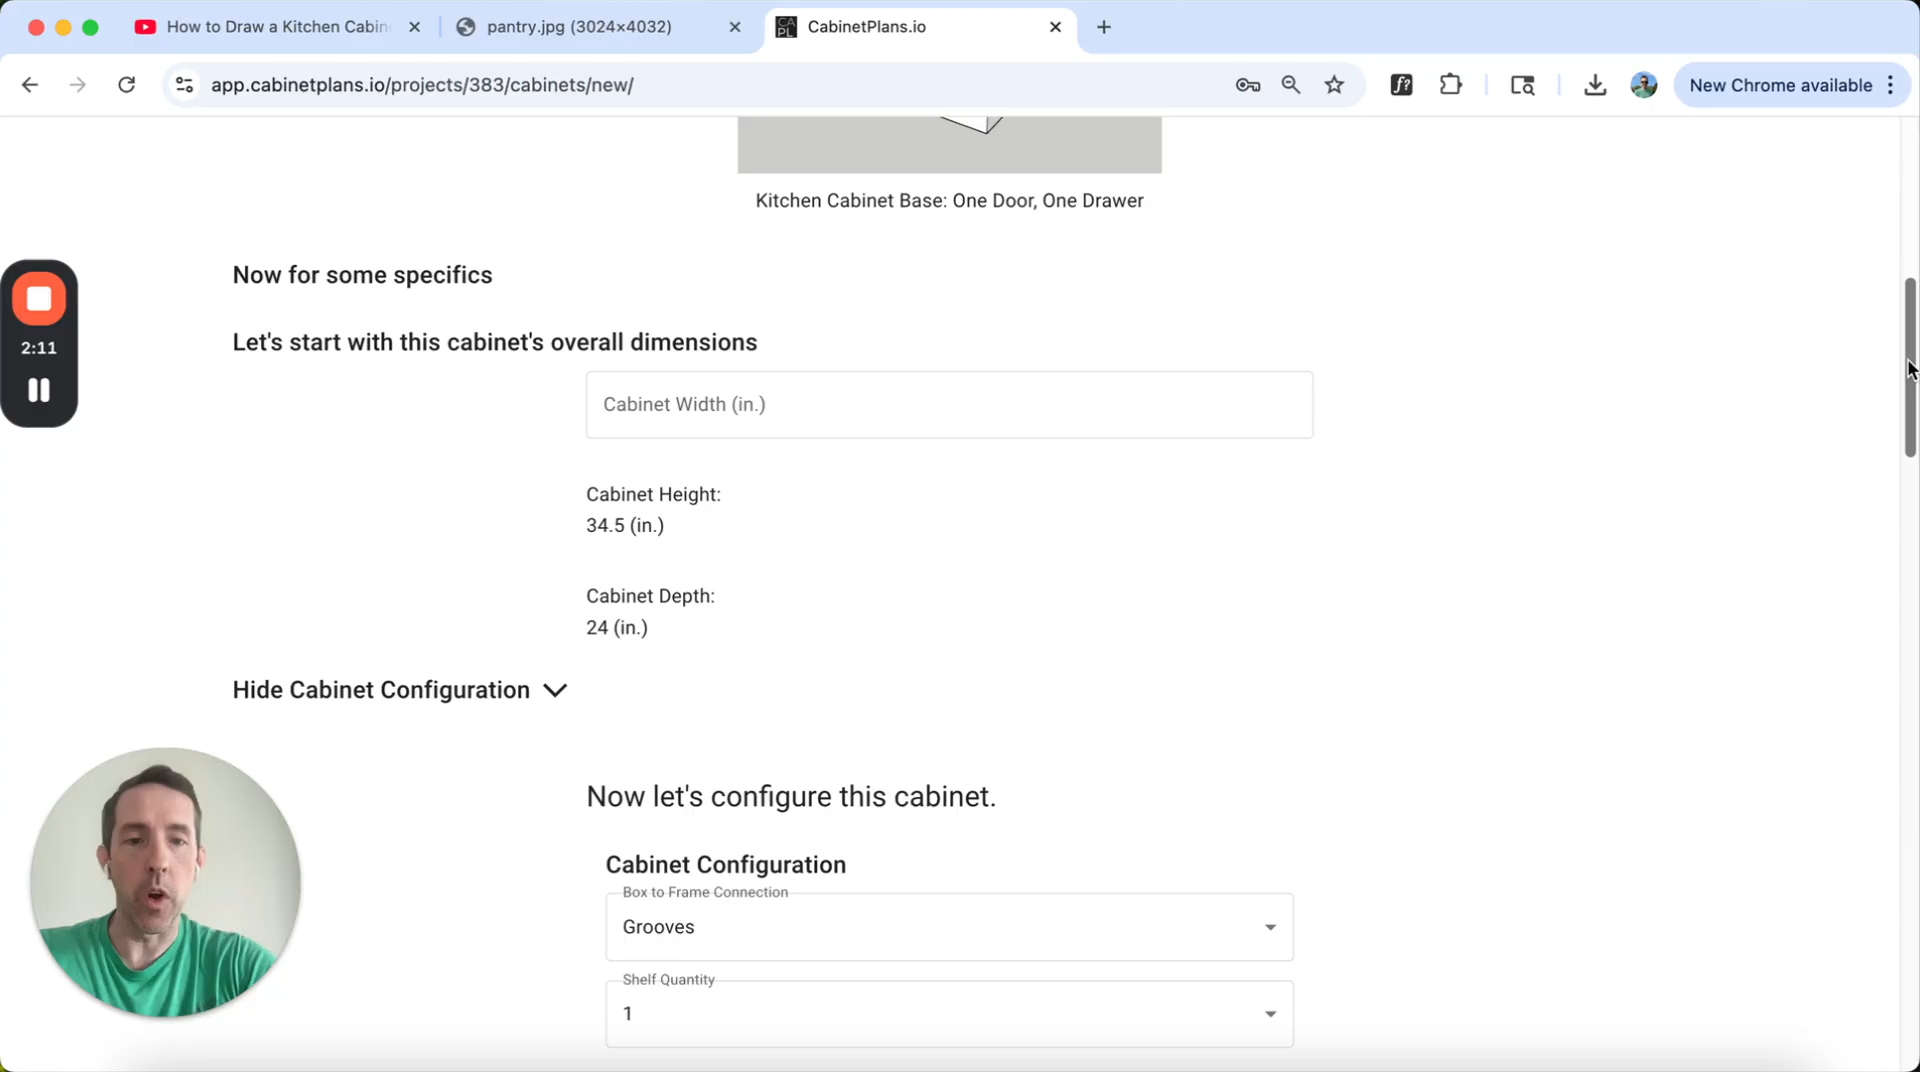 How to Draw a Kitchen Cabin
pantry.jpg (3024×4032)
CA
PL
CabinetPlans.io
app.cabinetplans.io/projects/383/cabinets/new/
f?
New Chrome available
Kitchen Cabinet Base: One Door, One Drawer
Now for some specifics
2:11
Let's start with this cabinet's overall dimensions
Cabinet Width (in.)
Cabinet Height:
34.5 (in.)
Cabinet Depth:
24 (in.)
Hide Cabinet Configuration
Now let's configure this cabinet.
Cabinet Configuration
Box to Frame Connection
Grooves
Shelf Quantity
1